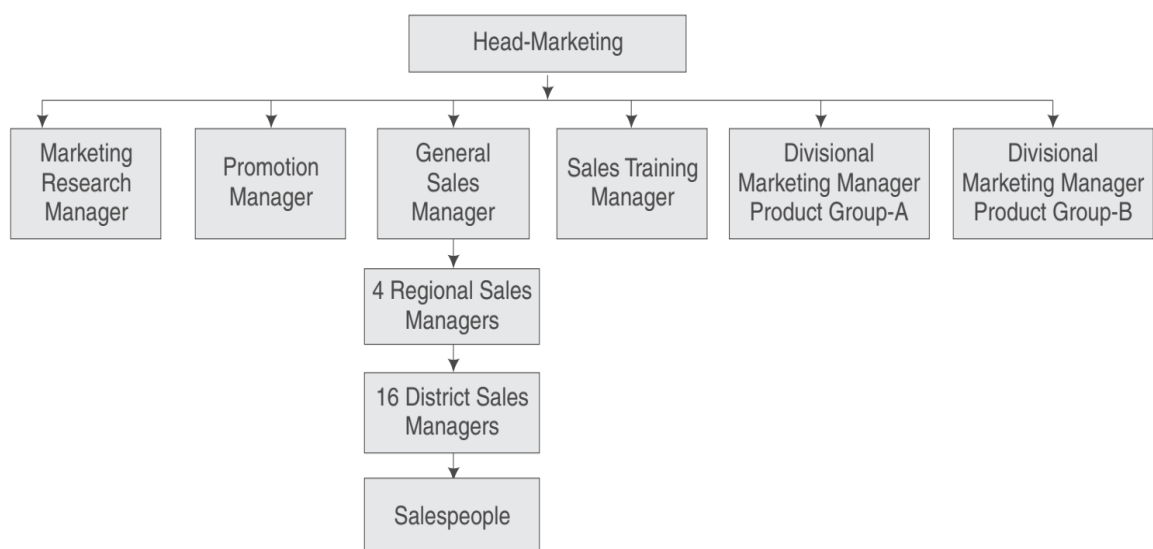 Head-Marketing
Marketing
Research
Manager
Promotion
Manager
General
Sales
Manager
Sales Training
Manager
Divisional
Marketing Manager
Product Group-A
Divisional
Marketing Manager
Product Group-B
4 Regional Sales
Managers
16 District Sales
Managers
Salespeople